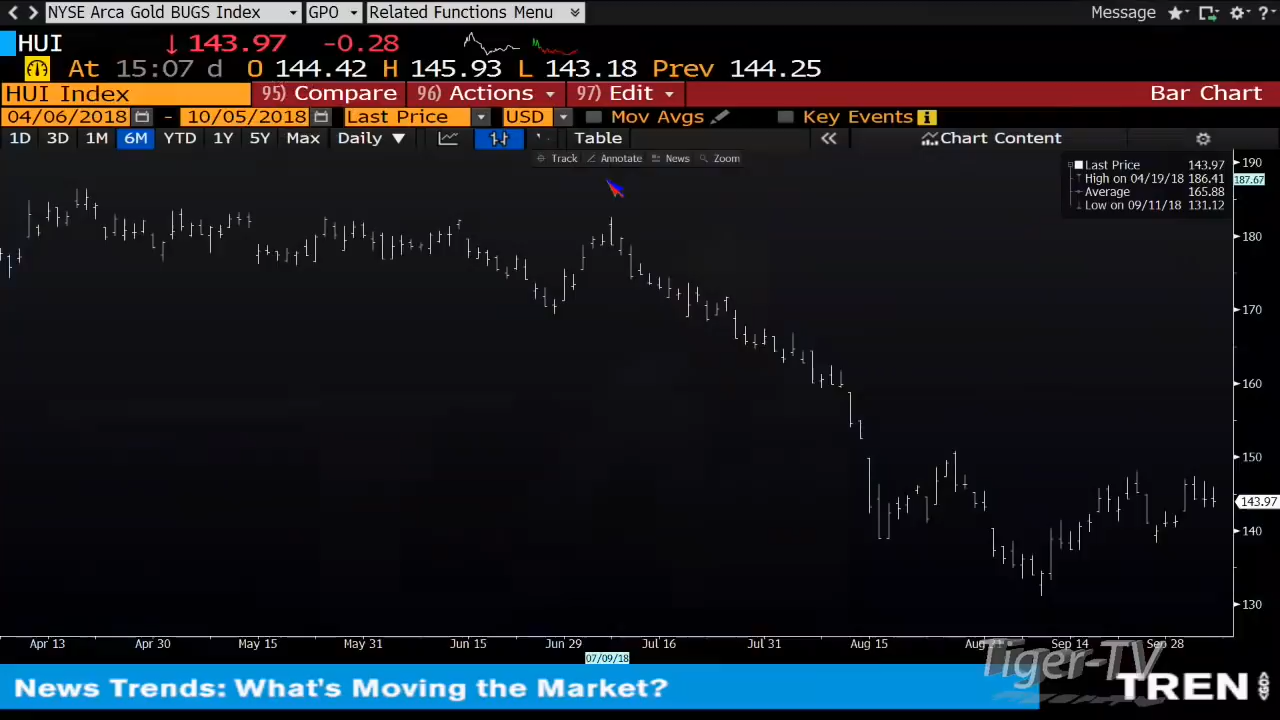 NYSE Arca Gold BUGS Index GPO Related Functions Menu Message
HUI ↓ 143.97 -0.28
At 15:07 d O 144.42 H 145.93 L 143.18 Prev 144.25
HUI Index 95) Compare 96) Actions 97) Edit Bar Chart
04/06/2018 - 10/05/2018 Last Price USD Mov Avgs Key Events
1D 3D 1M 6M YTD 1Y 5Y Max Daily ▼ Table « Chart Content
Track Annotate News Zoom
Last Price 143.97
High on 04/19/18 186.41
Average 165.88
Low on 09/11/18 131.12
190
187.67
180
170
160
150
143.97
140
130
Apr 13 Apr 30 May 15 May 31 Jun 15 Jun 29 Jul 16 Jul 31 Aug 15 Sep 14 Sep 28
07/09/18
Tiger-TV
News Trends: What's Moving the Market?
TREN